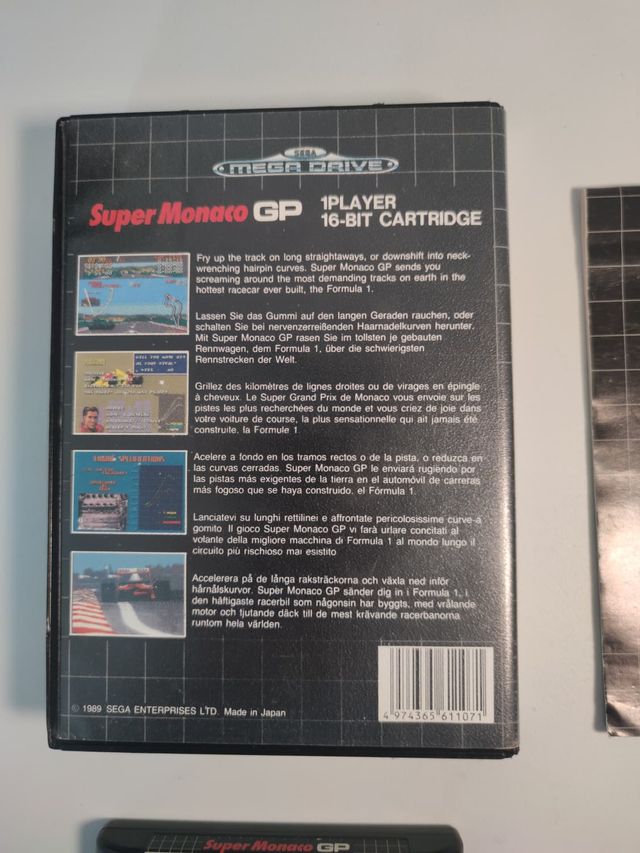 SEGA
MEGA DRIVE
Super Monaco GP
1PLAYER
16-BIT CARTRIDGE
Fry up the track on long straightaways, or downshift into neck-
wrenching hairpin curves. Super Monaco GP sends you
screaming around the most demanding tracks on earth in the
hottest racecar ever built, the Formula 1.
Lassen Sie das Gummi auf den langen Geraden rauchen, oder
schalten Sie bei nervenzerreißenden Haarnadelkurven herunter.
Mit Super Monaco GP rasen Sie im tollsten je gebauten
Rennwagen, dem Formula 1, über die schwierigsten
Rennstrecken der Welt.
Grillez des kilomètres de lignes droites ou de virages en épingle
à cheveux. Le Super Grand Prix de Monaco vous envoie sur les
pistes les plus recherchées du monde et vous criez de joie dans
votre voiture de course, la plus sensationnelle qui ait jamais été
construite, la Formule 1.
Acelere a fondo en los tramos rectos o de la pista, o reduzca en
las curvas cerradas. Super Monaco GP le enviará rugiendo por
las pistas más exigentes de la tierra en el automóvil de carreras
más fogoso que se haya construido, el Fórmula 1.
Lanciatevi su lunghi rettilinei e affrontate pericolosissime curve-a
gomito. Il gioco Super Monaco GP vi farà urlare concitati al
volante della migliore macchina di Formula 1 al mondo lungo il
circuito più rischioso mai esistito
Accelerera på de långa raksträckorna och växla ned inför
hårnålskurvor. Super Monaco GP sänder dig in i Formula 1, i
den häftigaste racerbil som någonsin har byggts, med vrålande
motor och tjutande däck till de mest krävande racerbanorna
runtom hela världen.
ENGINE SPECIFICATIONS
© 1989 SEGA ENTERPRISES LTD. Made in Japan
4 974365 611071
Super Monaco GP